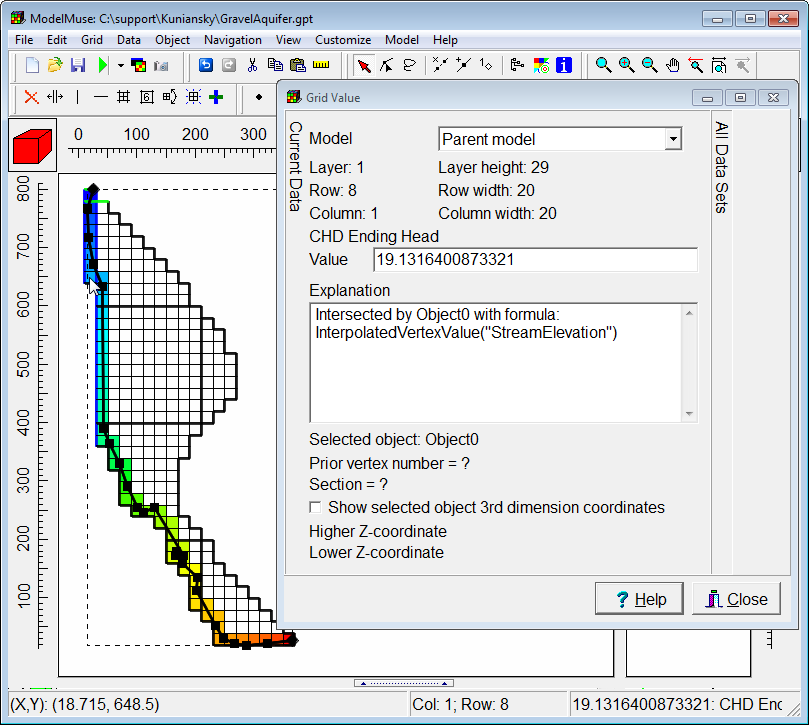 ModelMuse: C:\support\Kuniansky\GravelAquifer.gpt
File Edit Grid Data Object Navigation View Customize Model Help
Grid Value
0 100 200 300
800
700
600
500
400
300
200
100
Current Data
All Data Sets
Model Parent model
Layer: 1 Layer height: 29
Row: 8 Row width: 20
Column: 1 Column width: 20
CHD Ending Head
Value 19.1316400873321
Explanation
Intersected by Object0 with formula:
InterpolatedVertexValue("StreamElevation")
Selected object: Object0
Prior vertex number = ?
Section = ?
Show selected object 3rd dimension coordinates
Higher Z-coordinate
Lower Z-coordinate
? Help Close
(X,Y): (18.715, 648.5) Col: 1; Row: 8 19.1316400873321: CHD Enc